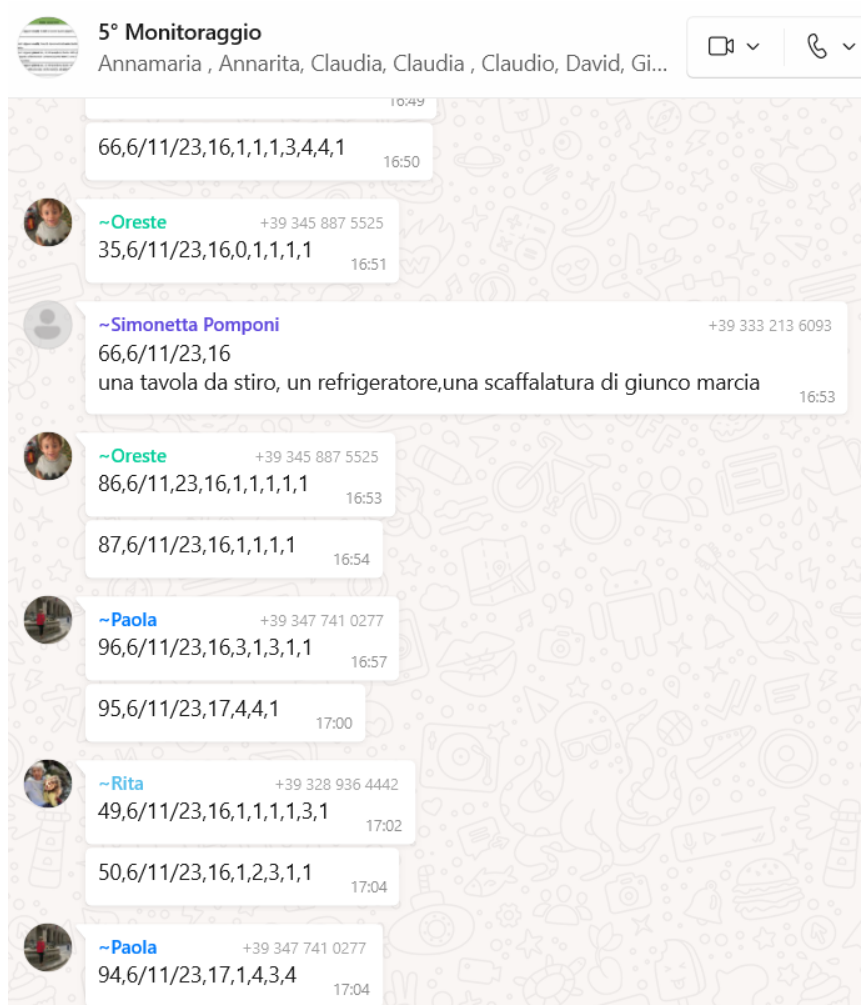 5° Monitoraggio
Annamaria , Annarita, Claudia, Claudia , Claudio, David, Gi...
16:49
66,6/11/23,16,1,1,1,3,4,4,1
16:50
~Oreste +39 345 887 5525
35,6/11/23,16,0,1,1,1,1
16:51
~Simonetta Pomponi +39 333 213 6093
66,6/11/23,16
una tavola da stiro, un refrigeratore,una scaffalatura di giunco marcia
16:53
~Oreste +39 345 887 5525
86,6/11,23,16,1,1,1,1,1
16:53
87,6/11/23,16,1,1,1,1
16:54
~Paola +39 347 741 0277
96,6/11/23,16,3,1,3,1,1
16:57
95,6/11/23,17,4,4,1
17:00
~Rita +39 328 936 4442
49,6/11/23,16,1,1,1,1,3,1
17:02
50,6/11/23,16,1,2,3,1,1
17:04
~Paola +39 347 741 0277
94,6/11/23,17,1,4,3,4
17:04